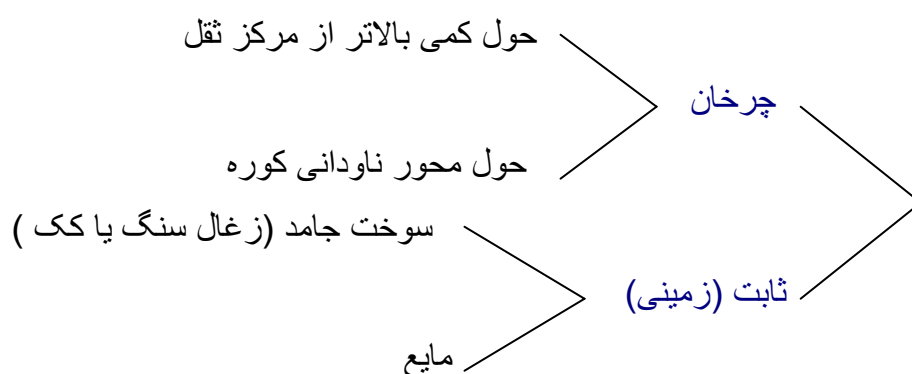 حول کمی بالاتر از مرکز ثقل
چرخان
حول محور ناودانی کوره
سوخت جامد (زغال سنگ یا کک )
ثابت (زمینی)
مایع